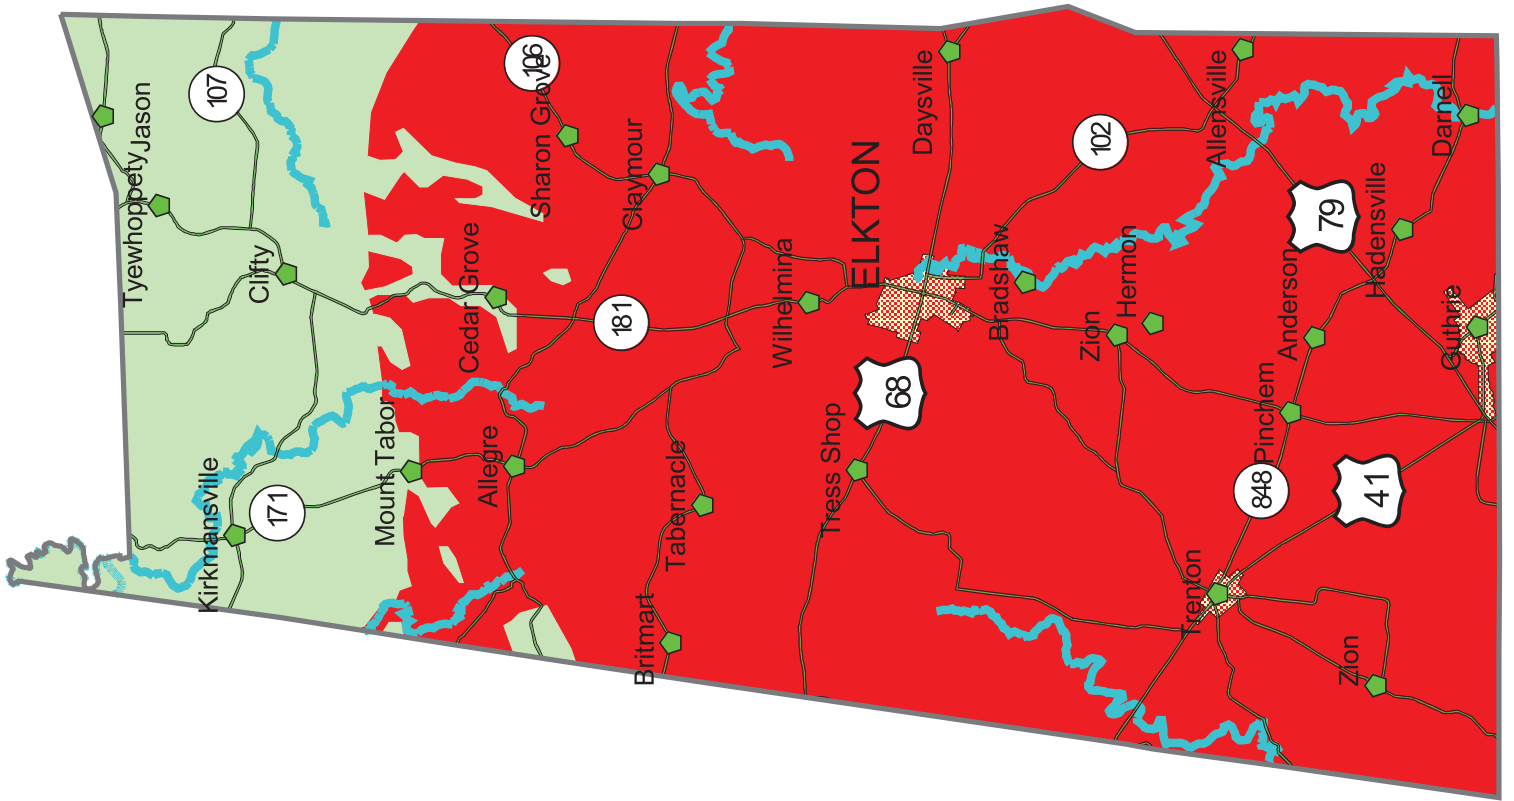 Jason
107
Tyewhoppety
Clifty
Kirkmansville
171
Mount Tabor
106
Sharon Grove
Claymour
Cedar Grove
181
Allegre
Tabernacle
Britmart
Wilhelmina
ELKTON
Daysville
68
Tress Shop
Bradshaw
102
Allensville
Zion
Hermon
79
Darnell
Hadensville
Anderson
Guthrie
Pinchem
848
41
Trenton
Zion